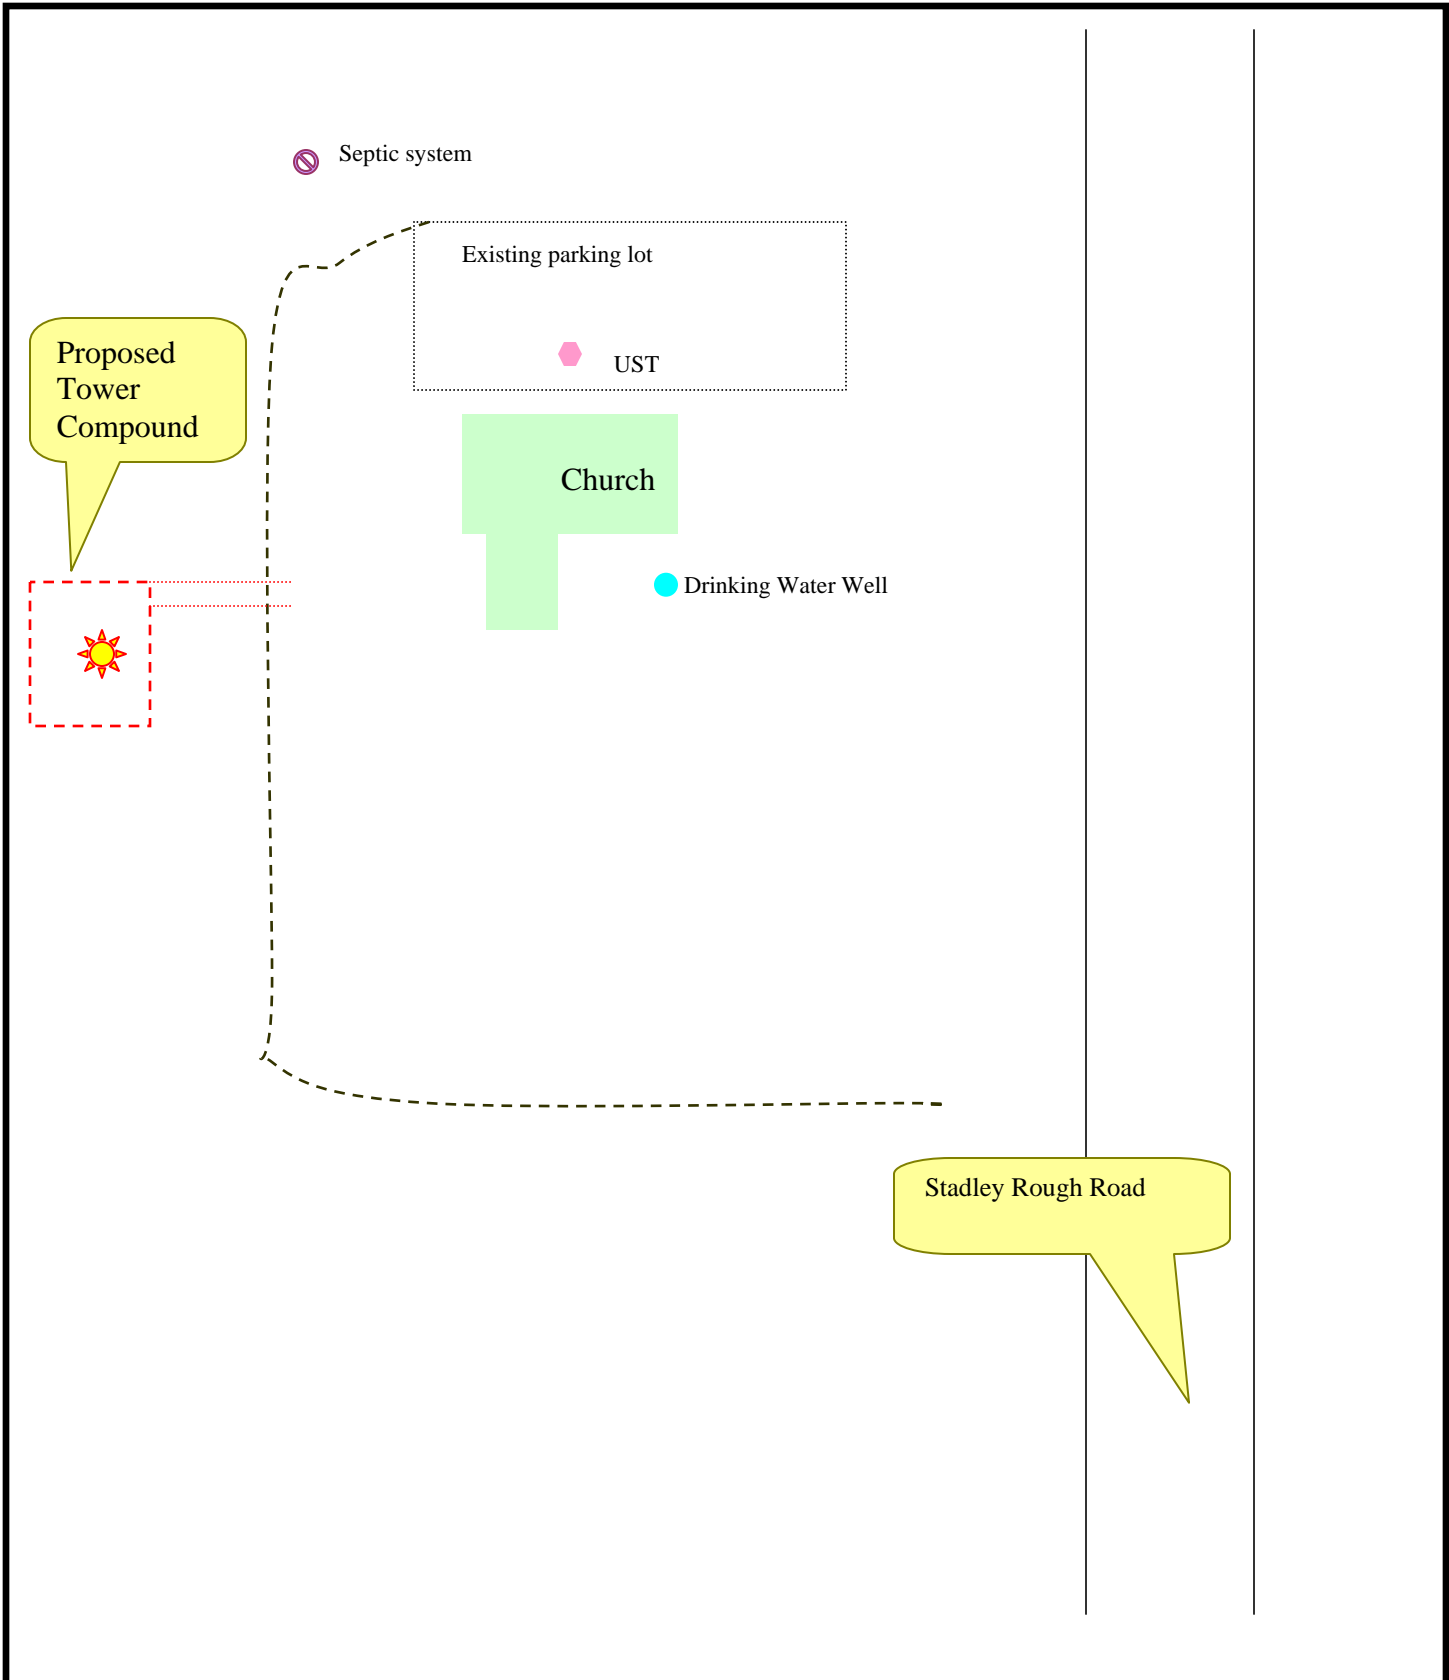 Septic system
Existing parking lot
Proposed
Tower
Compound
UST
Church
Drinking Water Well
Stadley Rough Road